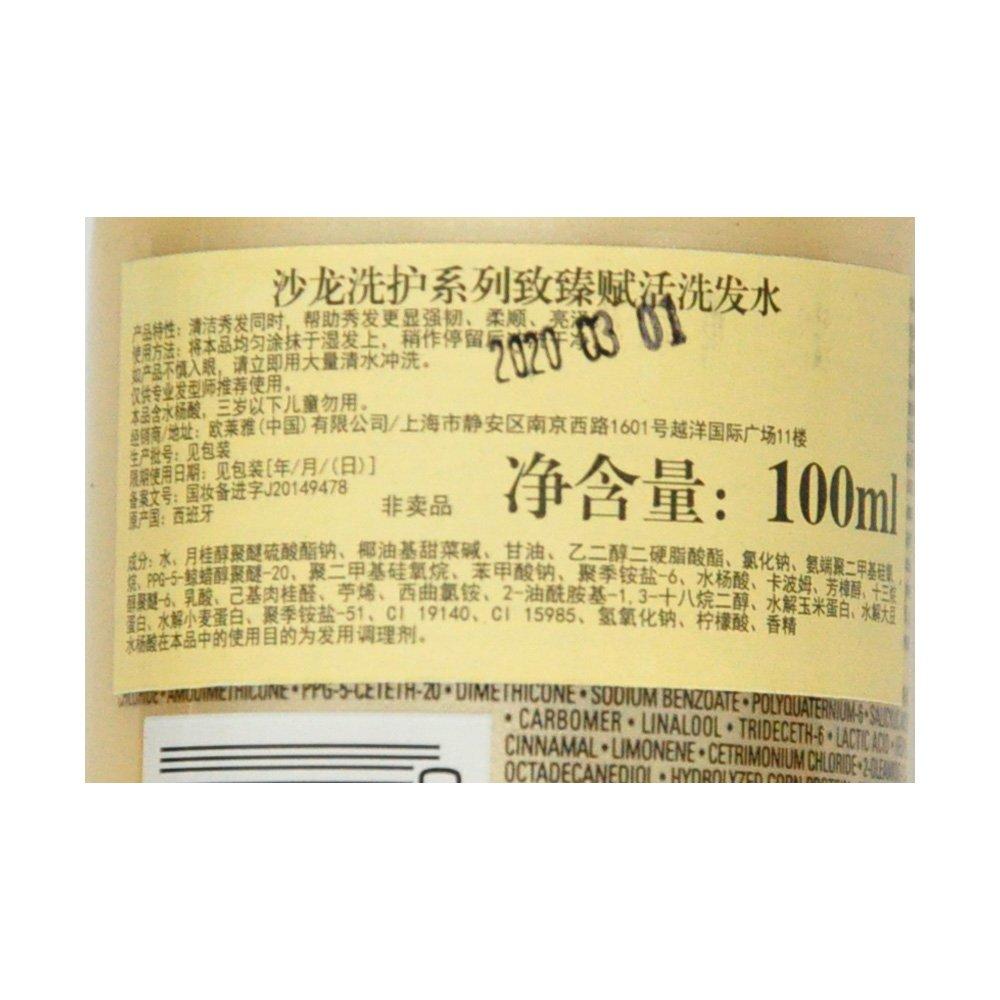 沙龙洗护系列致臻赋活洗发水
产品特性：清洁秀发同时，帮助秀发更显强韧、柔顺、亮泽
使用方法：将本品均匀涂抹于湿发上，稍作停留后
2020 03 01
如产品不慎入眼，请立即用大量清水冲洗。
仅供专业发型师推荐使用。
本品含水杨酸，三岁以下儿童勿用。
经销商/地址：欧莱雅(中国)有限公司/上海市静安区南京西路1601号越洋国际广场11楼
生产批号：见包装
限期使用日期：见包装[年/月/(日)]
备案文号：国妆备进字J20149478
原产国：西班牙
非卖品
净含量：100ml
成分：水、月桂醇聚醚硫酸酯钠、椰油基甜菜碱、甘油、乙二醇二硬脂酸酯、氯化钠、氨端聚二甲基硅氧
烷、PPG-5-鲸蜡醇聚醚-20、聚二甲基硅氧烷、苯甲酸钠、聚季铵盐-6、水杨酸、卡波姆、芳樟醇、十三烷
醇聚醚-6、乳酸、己基肉桂醛、苧烯、西曲氯铵、2-油酰胺基-1,3-十八烷二醇、水解玉米蛋白、水解大豆
蛋白、水解小麦蛋白、聚季铵盐-51、CI 19140、CI 15985、氢氧化钠、柠檬酸、香精
水杨酸在本品中的使用目的为发用调理剂。
AMODIMETHICONE • PPG-5-CETETH-20 • DIMETHICONE • SODIUM BENZOATE • POLYQUATERNIUM-6 •
• CARBOMER • LINALOOL • TRIDECETH-6 • LACTIC ACID •
CINNAMAL • LIMONENE • CETRIMONIUM CHLORIDE •
OCTADECANEDIOL • HYDROLYZED CORN